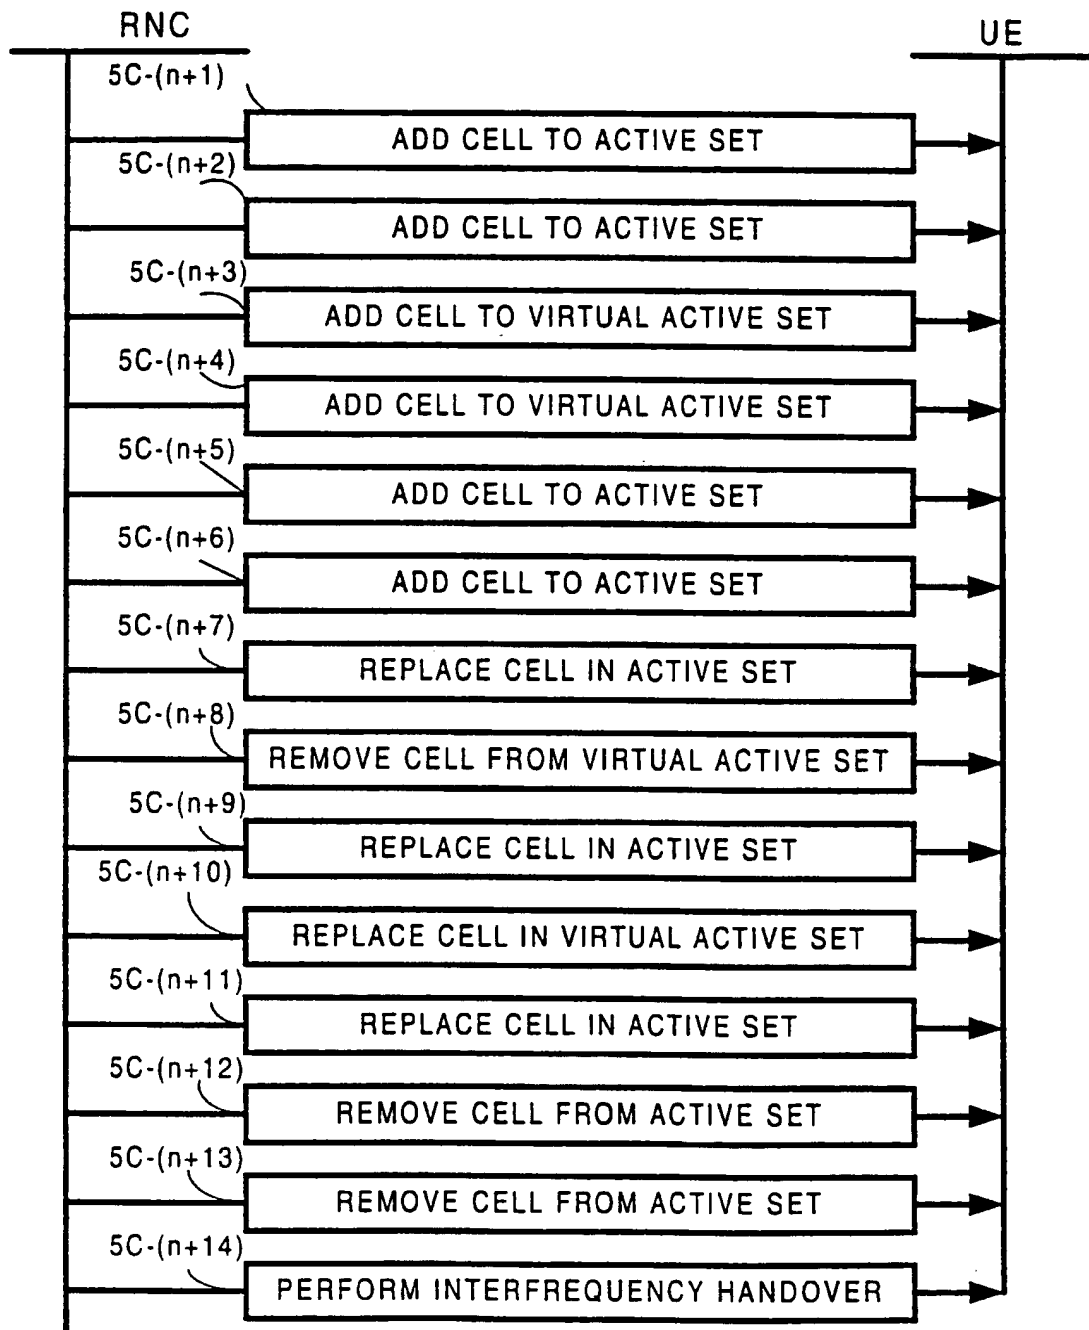 RNC
UE
5C-(n+1)
ADD CELL TO ACTIVE SET
5C-(n+2)
ADD CELL TO ACTIVE SET
5C-(n+3)
ADD CELL TO VIRTUAL ACTIVE SET
5C-(n+4)
ADD CELL TO VIRTUAL ACTIVE SET
5C-(n+5)
ADD CELL TO ACTIVE SET
5C-(n+6)
ADD CELL TO ACTIVE SET
5C-(n+7)
REPLACE CELL IN ACTIVE SET
5C-(n+8)
REMOVE CELL FROM VIRTUAL ACTIVE SET
5C-(n+9)
REPLACE CELL IN ACTIVE SET
5C-(n+10)
REPLACE CELL IN VIRTUAL ACTIVE SET
5C-(n+11)
REPLACE CELL IN ACTIVE SET
5C-(n+12)
REMOVE CELL FROM ACTIVE SET
5C-(n+13)
REMOVE CELL FROM ACTIVE SET
5C-(n+14)
PERFORM INTERFREQUENCY HANDOVER